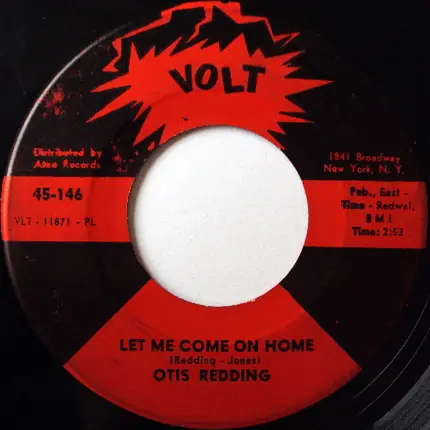 VOLT
Distributed by
Atco Records
1841 Broadway
New York, N. Y.
45-146
VLT - 11871 - PL
Pub., East -
Time - Redwal.
B M I
Time: 2:53
LET ME COME ON HOME
(Redding - Jones)
OTIS REDDING